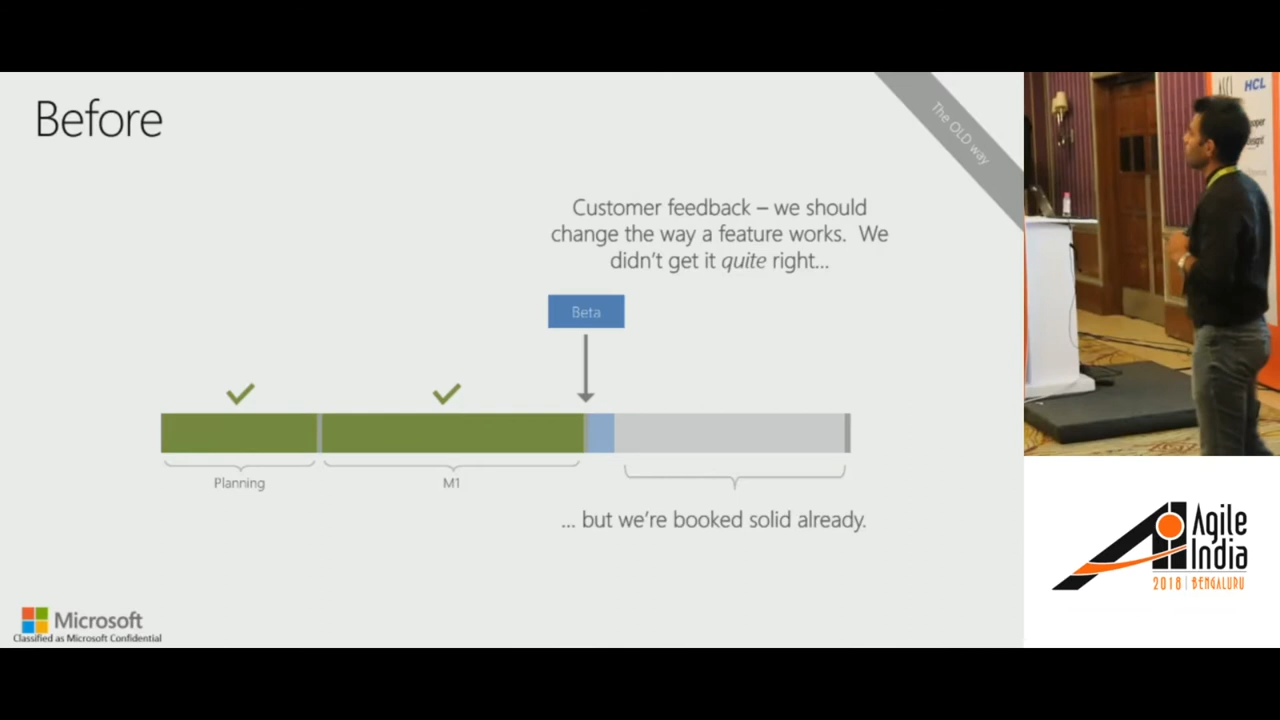 Before
The OLD way
Customer feedback – we should
change the way a feature works. We
didn't get it quite right...
Beta
Planning
M1
... but we're booked solid already.
Microsoft
Classified as Microsoft Confidential
HCL
Agile
India
2018 | BENGALURU